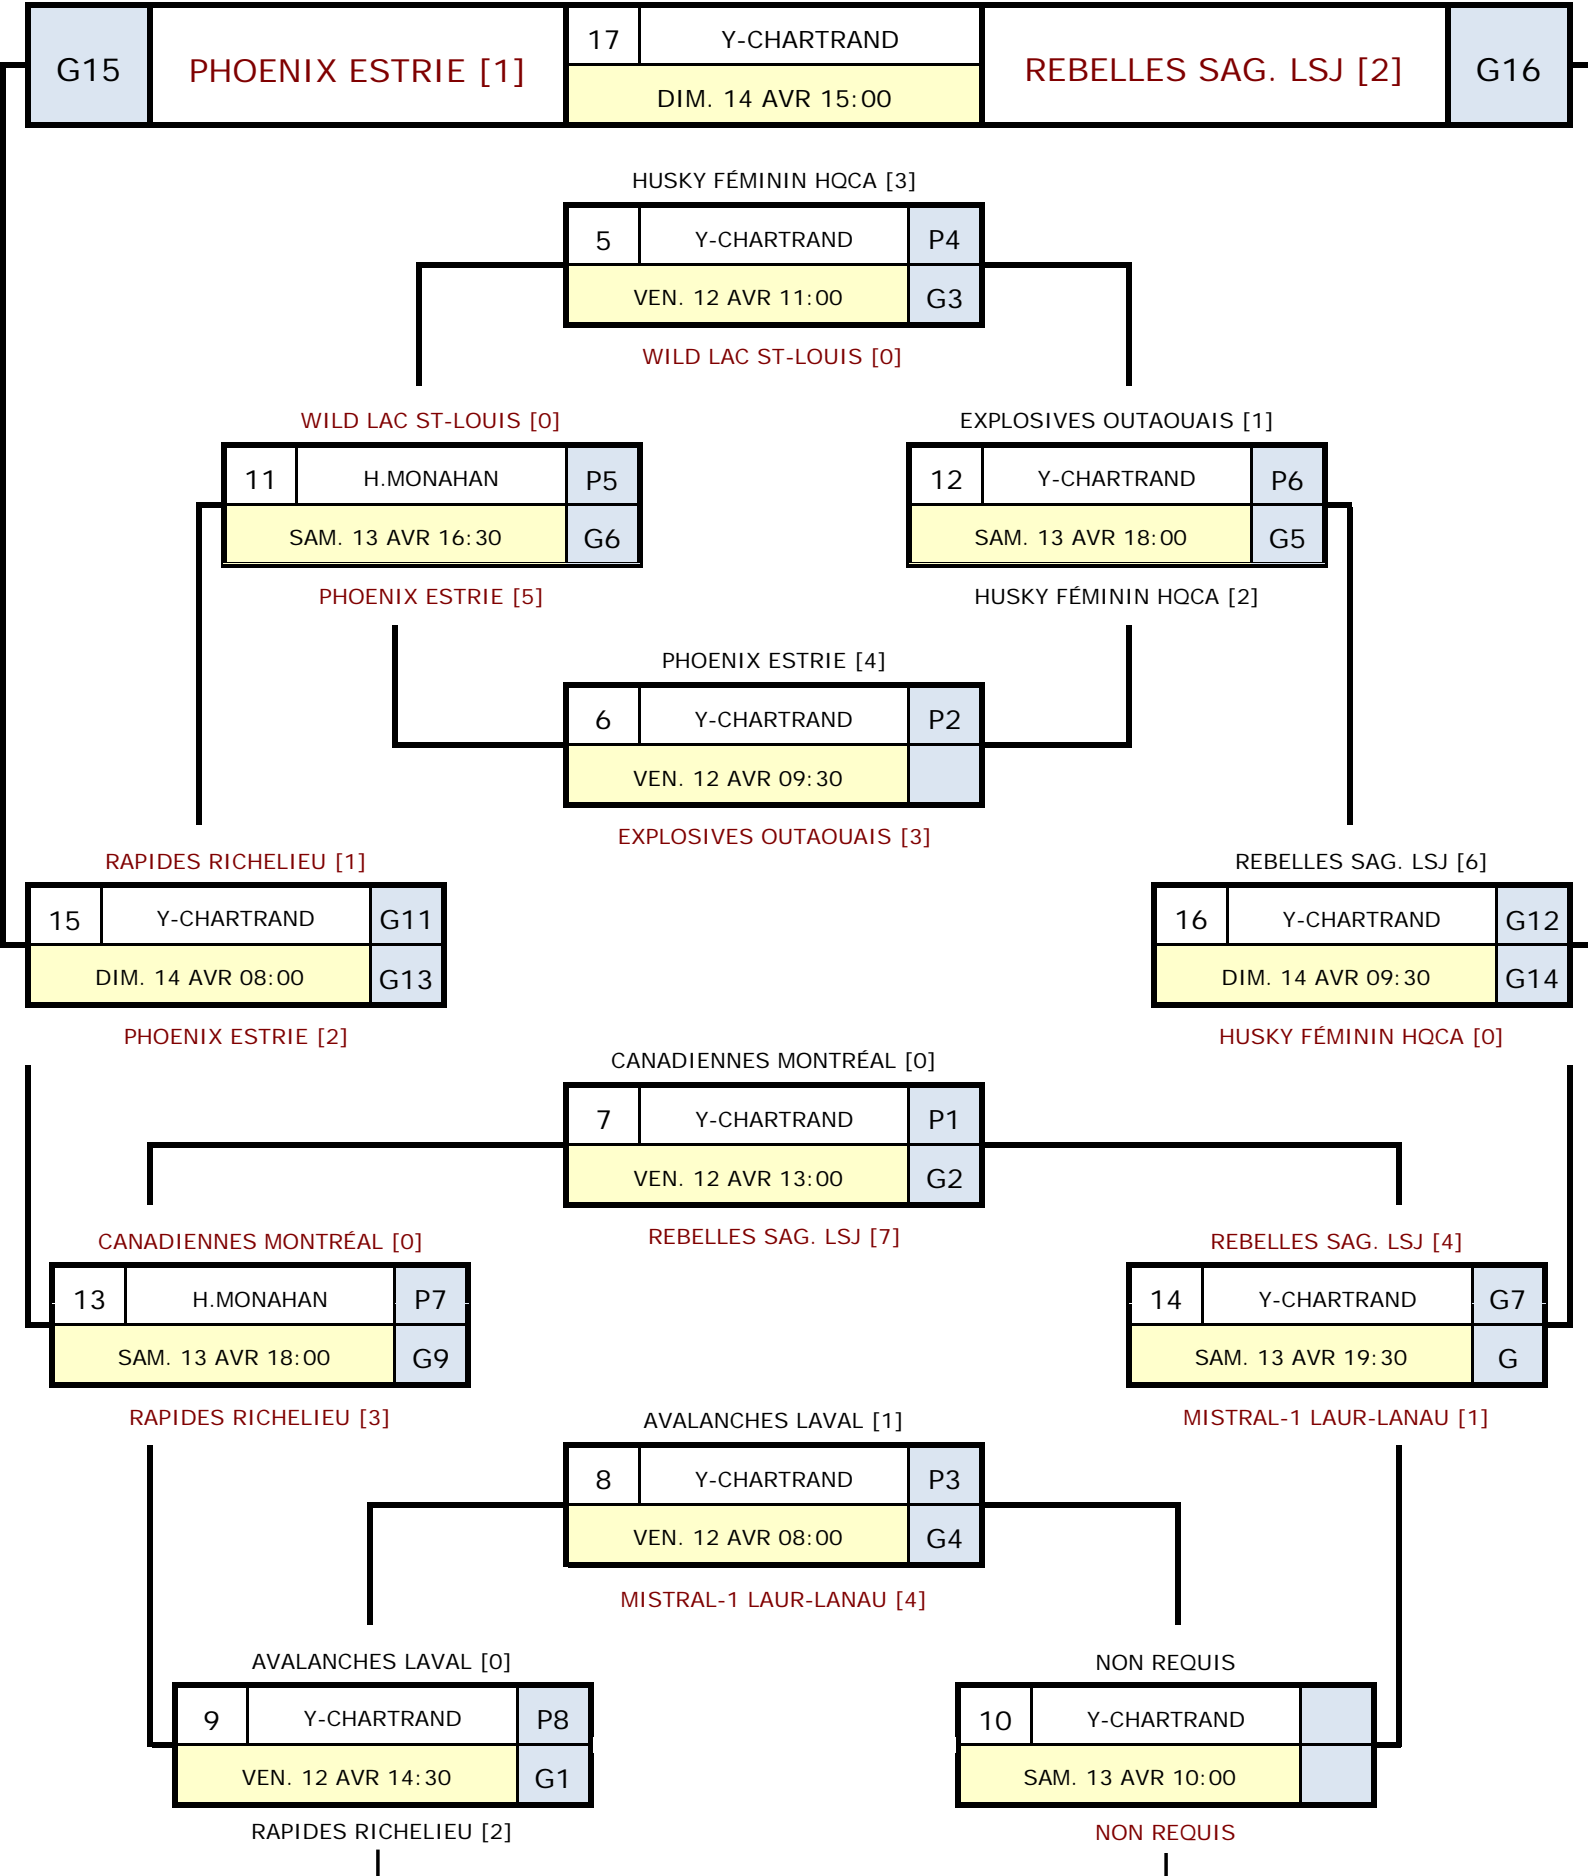 G15
PHOENIX ESTRIE [1]
17
Y-CHARTRAND
DIM. 14 AVR 15:00
REBELLES SAG. LSJ [2]
G16
HUSKY FÉMININ HQCA [3]
5
Y-CHARTRAND
P4
VEN. 12 AVR 11:00
G3
WILD LAC ST-LOUIS [0]
WILD LAC ST-LOUIS [0]
11
H.MONAHAN
P5
SAM. 13 AVR 16:30
G6
PHOENIX ESTRIE [5]
EXPLOSIVES OUTAOUAIS [1]
12
Y-CHARTRAND
P6
SAM. 13 AVR 18:00
G5
HUSKY FÉMININ HQCA [2]
PHOENIX ESTRIE [4]
6
Y-CHARTRAND
P2
VEN. 12 AVR 09:30
EXPLOSIVES OUTAOUAIS [3]
RAPIDES RICHELIEU [1]
15
Y-CHARTRAND
G11
DIM. 14 AVR 08:00
G13
PHOENIX ESTRIE [2]
REBELLES SAG. LSJ [6]
16
Y-CHARTRAND
G12
DIM. 14 AVR 09:30
G14
HUSKY FÉMININ HQCA [0]
CANADIENNES MONTRÉAL [0]
7
Y-CHARTRAND
P1
VEN. 12 AVR 13:00
G2
REBELLES SAG. LSJ [7]
CANADIENNES MONTRÉAL [0]
13
H.MONAHAN
P7
SAM. 13 AVR 18:00
G9
RAPIDES RICHELIEU [3]
REBELLES SAG. LSJ [4]
14
Y-CHARTRAND
G7
SAM. 13 AVR 19:30
G
MISTRAL-1 LAUR-LANAU [1]
AVALANCHES LAVAL [1]
8
Y-CHARTRAND
P3
VEN. 12 AVR 08:00
G4
MISTRAL-1 LAUR-LANAU [4]
AVALANCHES LAVAL [0]
9
Y-CHARTRAND
P8
VEN. 12 AVR 14:30
G1
RAPIDES RICHELIEU [2]
NON REQUIS
10
Y-CHARTRAND
SAM. 13 AVR 10:00
NON REQUIS